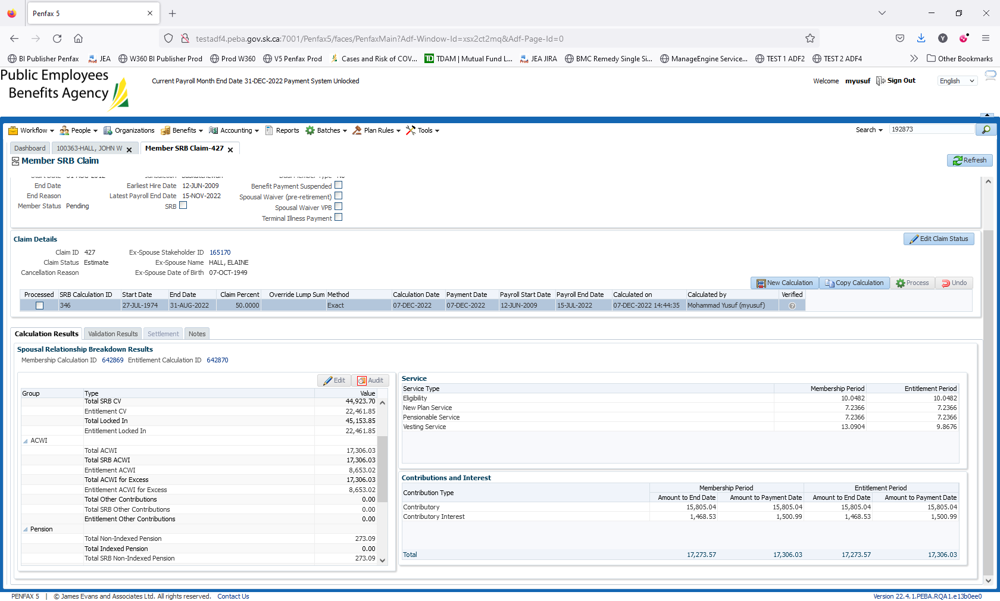 Penfax 5
testadf4.peba.gov.sk.ca:7001/Penfax5/faces/PenfaxMain?Adf-Window-Id=xsx2ct2mq&Adf-Page-Id=0
BI Publisher Penfax JEA W360 BI Publisher Prod Prod W360 V5 Penfax Prod Cases and Risk of COV... TDAM | Mutual Fund L... JEA JIRA BMC Remedy Single Si... ManageEngine Service... TEST 1 ADF2 TEST 2 ADF4 Other Bookmarks
Public Employees
Benefits Agency
Current Payroll Month End Date 31-DEC-2022 Payment System Unlocked
Welcome myusuf Sign Out English
Workflow People Organizations Benefits Accounting Reports Batches Plan Rules Tools Search 192873
Dashboard 100363-HALL, JOHN W Member SRB Claim-427
Member SRB Claim Refresh
Start Date 31-AUG-2012 Jurisdiction Saskatchewan Dual Member Type No
End Date Earliest Hire Date 12-JUN-2009 Benefit Payment Suspended
End Reason Latest Payroll End Date 15-NOV-2022 Spousal Waiver (pre-retirement)
Member Status Pending SRB Spousal Waiver VPB
Terminal Illness Payment
Claim Details Edit Claim Status
Claim ID 427 Ex-Spouse Stakeholder ID 165170
Claim Status Estimate Ex-Spouse Name HALL, ELAINE
Cancellation Reason Ex-Spouse Date of Birth 07-OCT-1949
New Calculation Copy Calculation Process Undo
Processed SRB Calculation ID Start Date End Date Claim Percent Override Lump Sum Method Calculation Date Payment Date Payroll Start Date Payroll End Date Calculated on Calculated by Verified
346 27-JUL-1974 31-AUG-2022 50.0000 Exact 07-DEC-2022 07-DEC-2022 12-JUN-2009 15-JUL-2022 07-DEC-2022 14:44:35 Mohammad Yusuf (myusuf)
Calculation Results Validation Results Settlement Notes
Spousal Relationship Breakdown Results
Membership Calculation ID 642869 Entitlement Calculation ID 642870
Edit Audit
Group Type Value
Total SRB CV 44,923.70
Entitlement CV 22,461.85
Total Locked In 45,153.85
Entitlement Locked In 22,461.85
ACWI
Total ACWI 17,306.03
Total SRB ACWI 17,306.03
Entitlement ACWI 8,653.02
Total ACWI for Excess 17,306.03
Entitlement ACWI for Excess 8,653.02
Total Other Contributions 0.00
Total SRB Other Contributions 0.00
Entitlement Other Contributions 0.00
Pension
Total Non-Indexed Pension 273.09
Total Indexed Pension 0.00
Total SRB Non-Indexed Pension 273.09
Service
Service Type Membership Period Entitlement Period
Eligibility 10.0482 10.0482
New Plan Service 7.2366 7.2366
Pensionable Service 7.2366 7.2366
Vesting Service 13.0904 9.8676
Contributions and Interest
Contribution Type Membership Period Entitlement Period
Amount to End Date Amount to Payment Date Amount to End Date Amount to Payment Date
Contributory 15,805.04 15,805.04 15,805.04 15,805.04
Contributory Interest 1,468.53 1,500.99 1,468.53 1,500.99
Total 17,273.57 17,306.03 17,273.57 17,306.03
PENFAX 5 | © James Evans and Associates Ltd. All rights reserved. Contact Us
Version 22.4.1.PEBA.RQA1.e13b0ee0